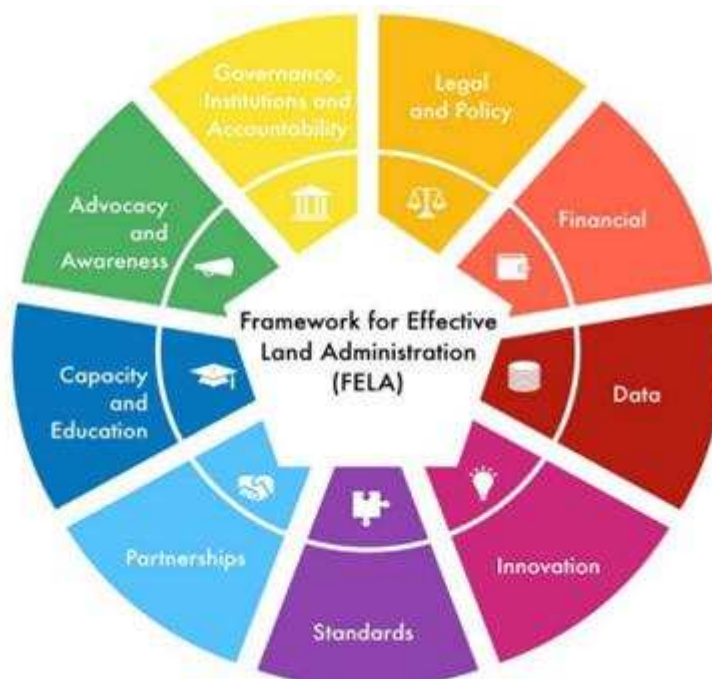 Governance,
Institutions and
Accountability
Legal
and Policy
Financial
Data
Innovation
Standards
Partnerships
Capacity
and
Education
Advocacy
and
Awareness
Framework for Effective
Land Administration
(FELA)